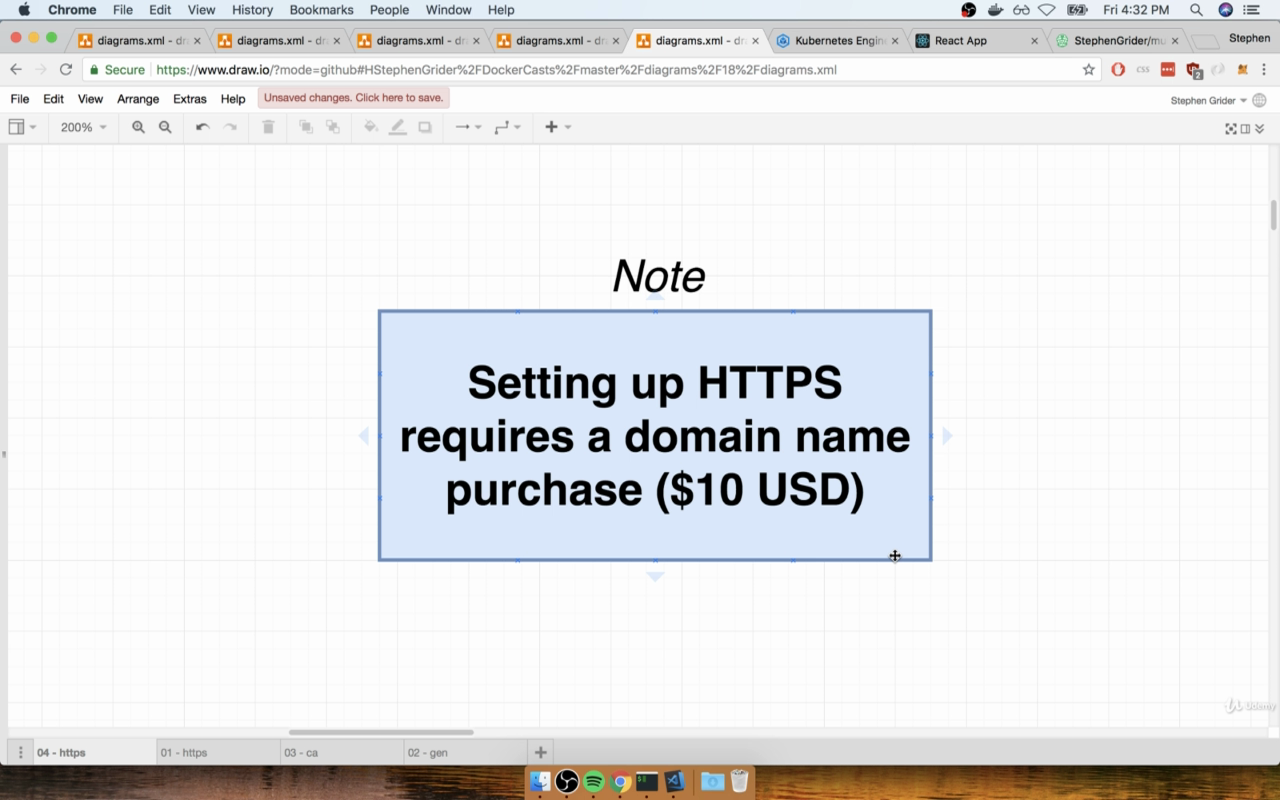 Chrome File Edit View History Bookmarks People Window Help Fri 4:32 PM
diagrams.xml - dr diagrams.xml - dr diagrams.xml - dr diagrams.xml - dr diagrams.xml - dr Kubernetes Engin React App StephenGrider/mu Stephen
Secure https://www.draw.io/?mode=github#HStephenGrider%2FDockerCasts%2Fmaster%2Fdiagrams%2F18%2Fdiagrams.xml css 2
File Edit View Arrange Extras Help Unsaved changes. Click here to save. Stephen Grider
200%
Note
Setting up HTTPS
requires a domain name
purchase ($10 USD)
Udemy
04 - https 01 - https 03 - ca 02 - gen